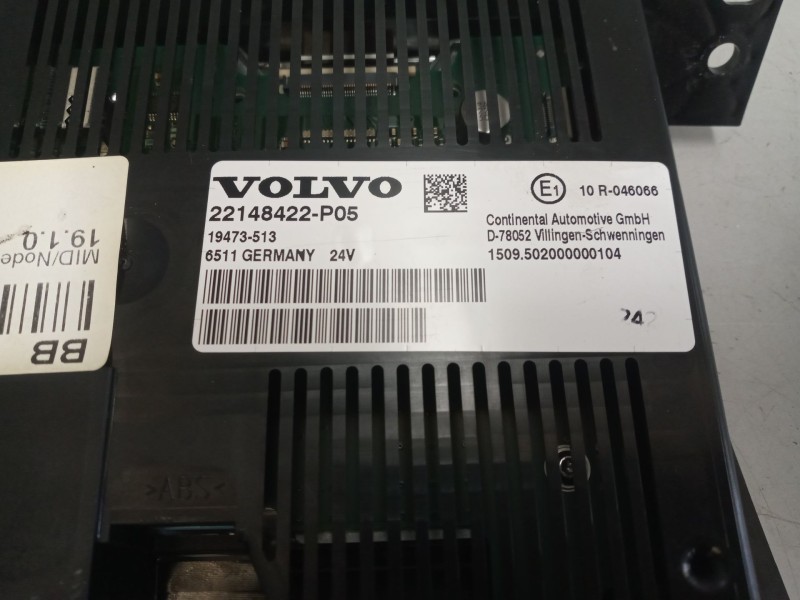 VOLVO
22148422-P05
19473-513
6511 GERMANY 24V
E1
10 R-046066
Continental Automotive GmbH
D-78052 Villingen-Schwenningen
1509.502000000104
MID/Node
19.1.0
BB
>ABS<